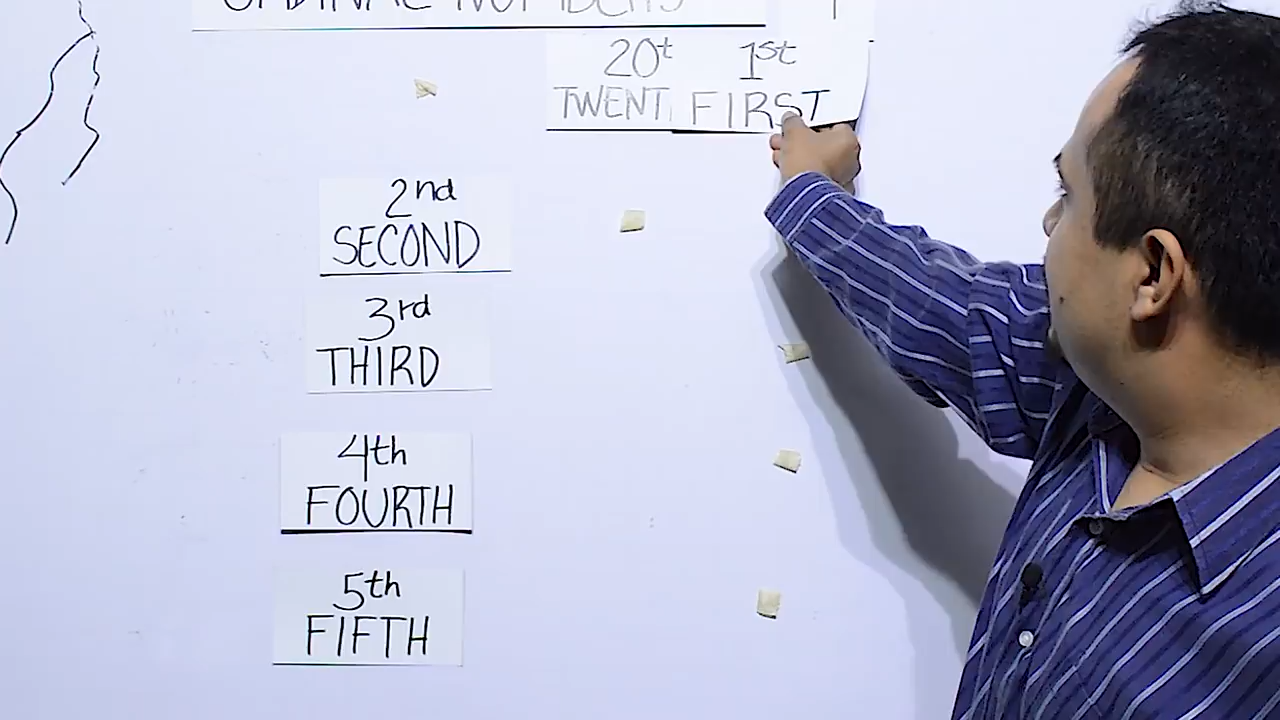 ORDINAL NUMBERS
20t 1st
TWENT FIRST
2nd
SECOND
3rd
THIRD
4th
FOURTH
5th
FIFTH